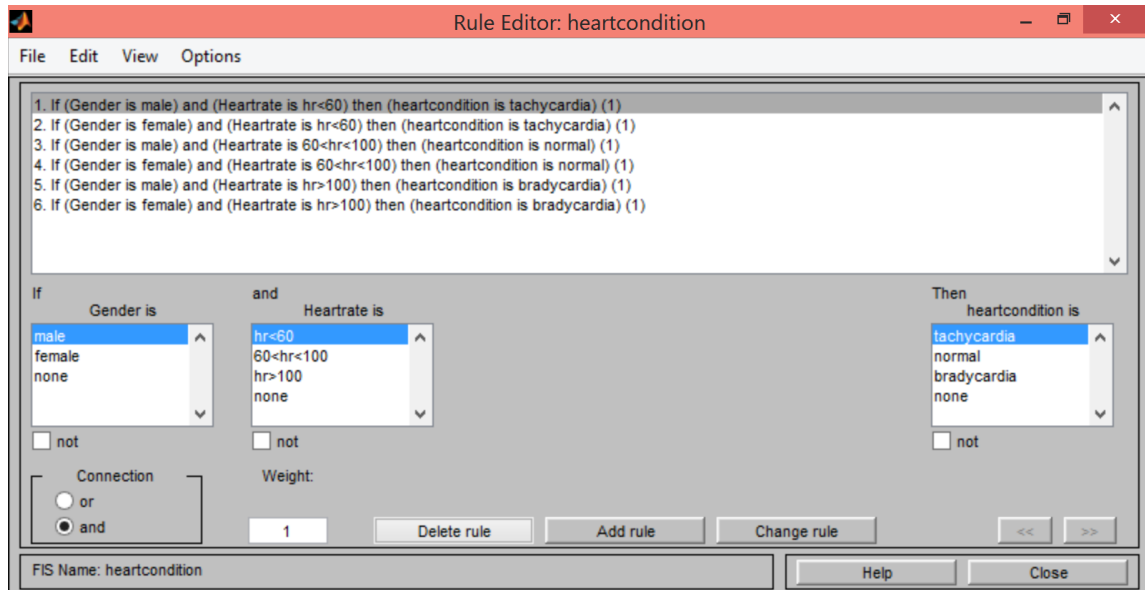 Rule Editor: heartcondition
File Edit View Options
1. If (Gender is male) and (Heartrate is hr<60) then (heartcondition is tachycardia) (1)
2. If (Gender is female) and (Heartrate is hr<60) then (heartcondition is tachycardia) (1)
3. If (Gender is male) and (Heartrate is 60<hr<100) then (heartcondition is normal) (1)
4. If (Gender is female) and (Heartrate is 60<hr<100) then (heartcondition is normal) (1)
5. If (Gender is male) and (Heartrate is hr>100) then (heartcondition is bradycardia) (1)
6. If (Gender is female) and (Heartrate is hr>100) then (heartcondition is bradycardia) (1)
If
Gender is
male
female
none
not
and
Heartrate is
hr<60
60<hr<100
hr>100
none
not
Then
heartcondition is
tachycardia
normal
bradycardia
none
not
Connection
or
and
Weight:
1
Delete rule
Add rule
Change rule
<<
>>
FIS Name: heartcondition
Help
Close